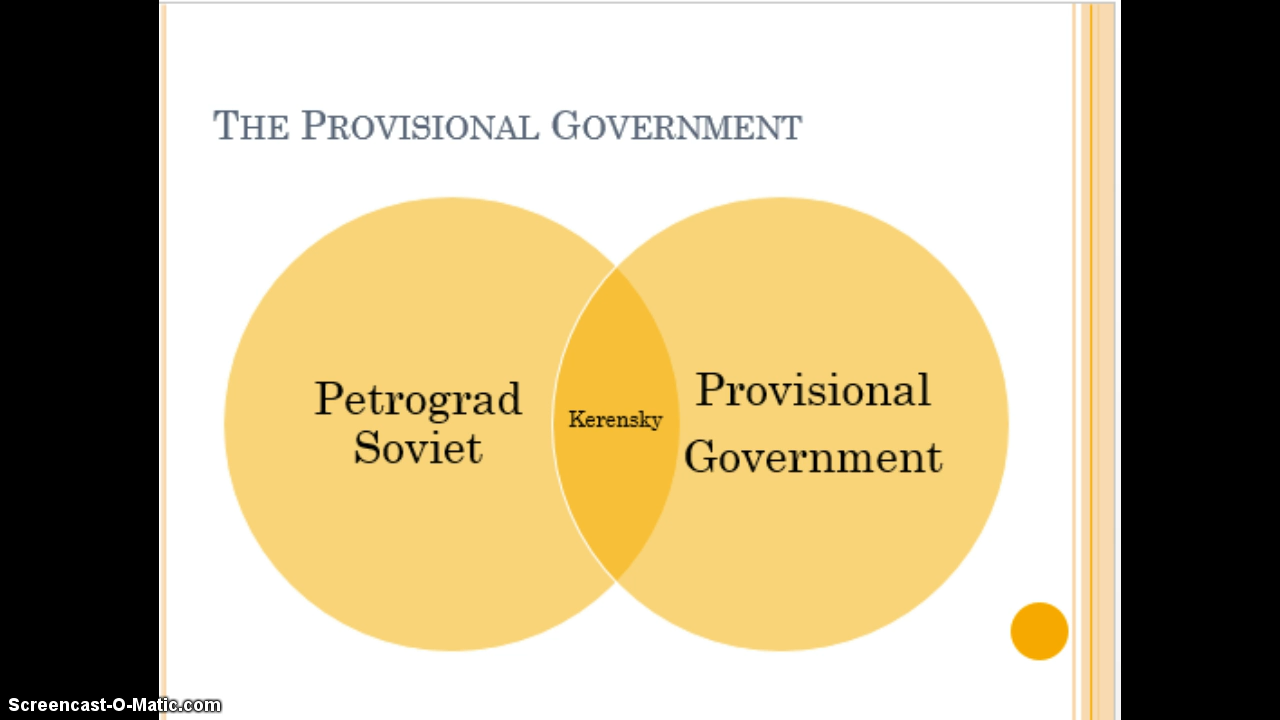 THE PROVISIONAL GOVERNMENT
Petrograd
Soviet
Kerensky
Provisional
Government
Screencast-O-Matic.com